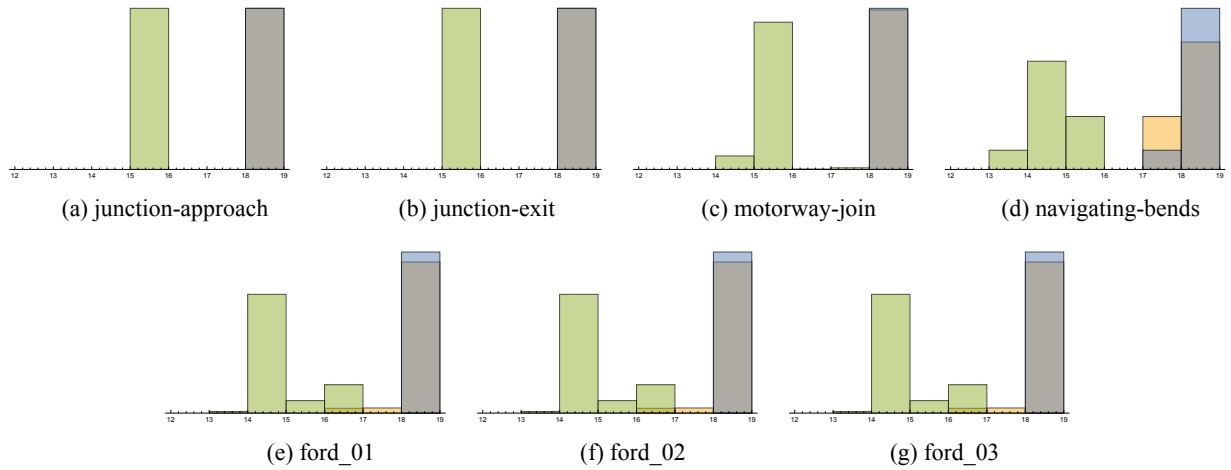 12 13 14 15 16 17 18 19 12 13 14 15 16 17 18 19 12 13 14 15 16 17 18 19 12 13 14 15 16 17 18 19
(a) junction-approach (b) junction-exit (c) motorway-join (d) navigating-bends
12 13 14 15 16 17 18 19 12 13 14 15 16 17 18 19 12 13 14 15 16 17 18 19
(e) ford_01 (f) ford_02 (g) ford_03